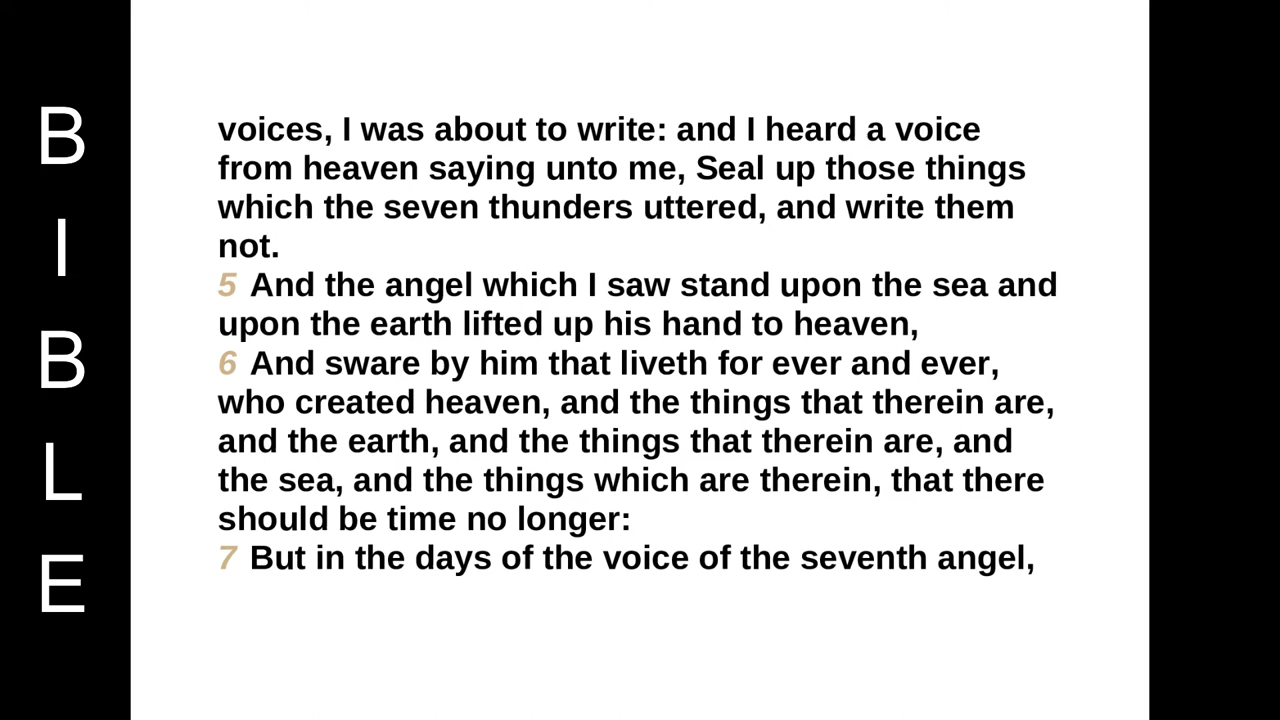 B
I
B
L
E
voices, I was about to write: and I heard a voice
from heaven saying unto me, Seal up those things
which the seven thunders uttered, and write them
not.
5 And the angel which I saw stand upon the sea and
upon the earth lifted up his hand to heaven,
6 And sware by him that liveth for ever and ever,
who created heaven, and the things that therein are,
and the earth, and the things that therein are, and
the sea, and the things which are therein, that there
should be time no longer:
7 But in the days of the voice of the seventh angel,